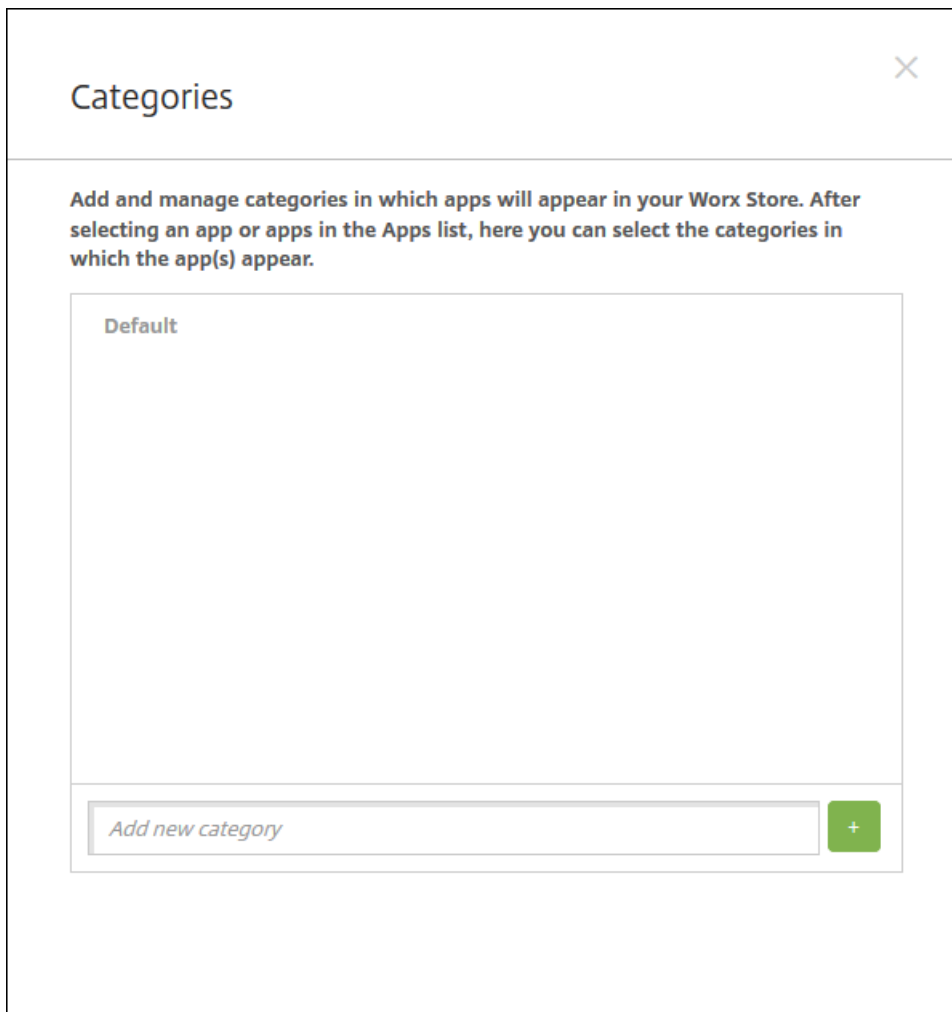 Categories
Add and manage categories in which apps will appear in your Worx Store. After
selecting an app or apps in the Apps list, here you can select the categories in
which the app(s) appear.
Default
Add new category
+